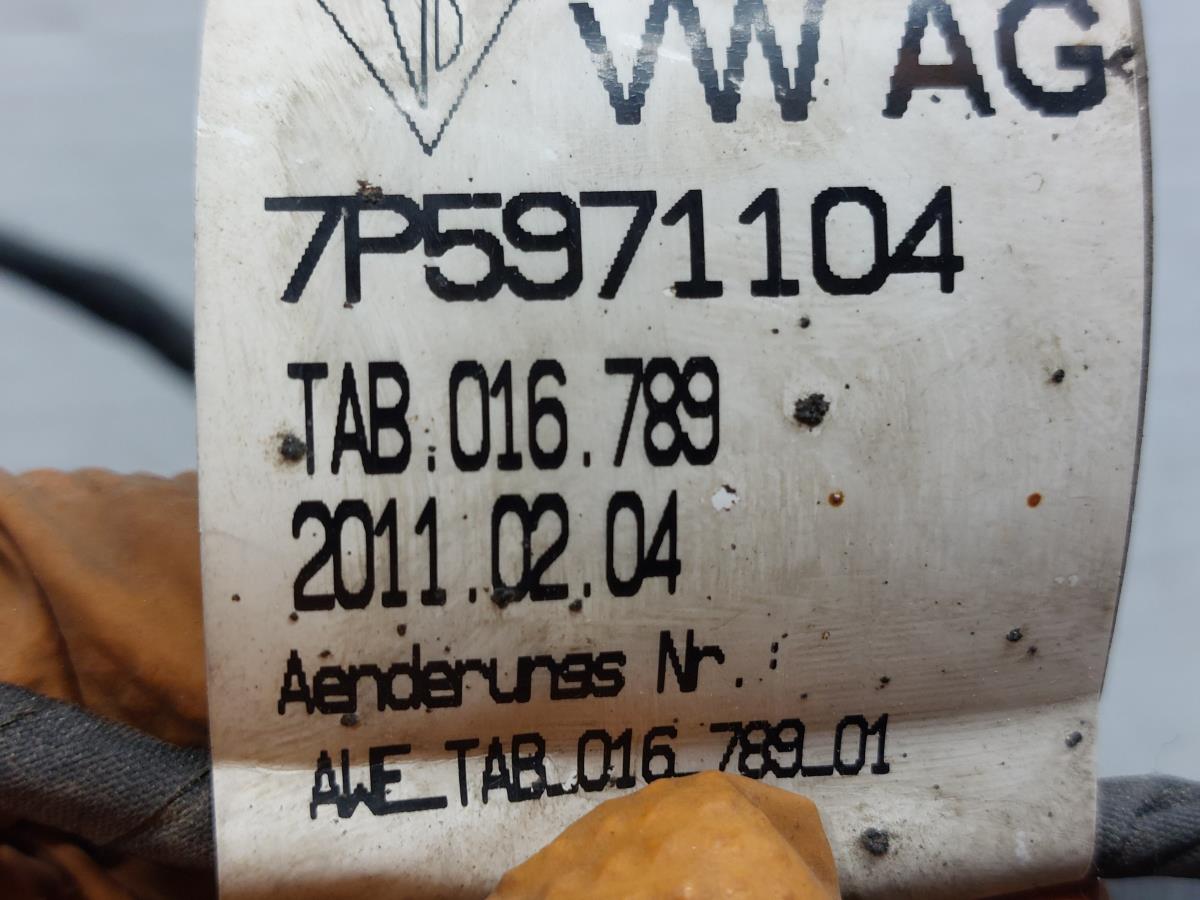 VW AG
7P5971104
TAB.016.789
2011.02.04
Aenderungs Nr.:
AWE_TAB_016_789_01